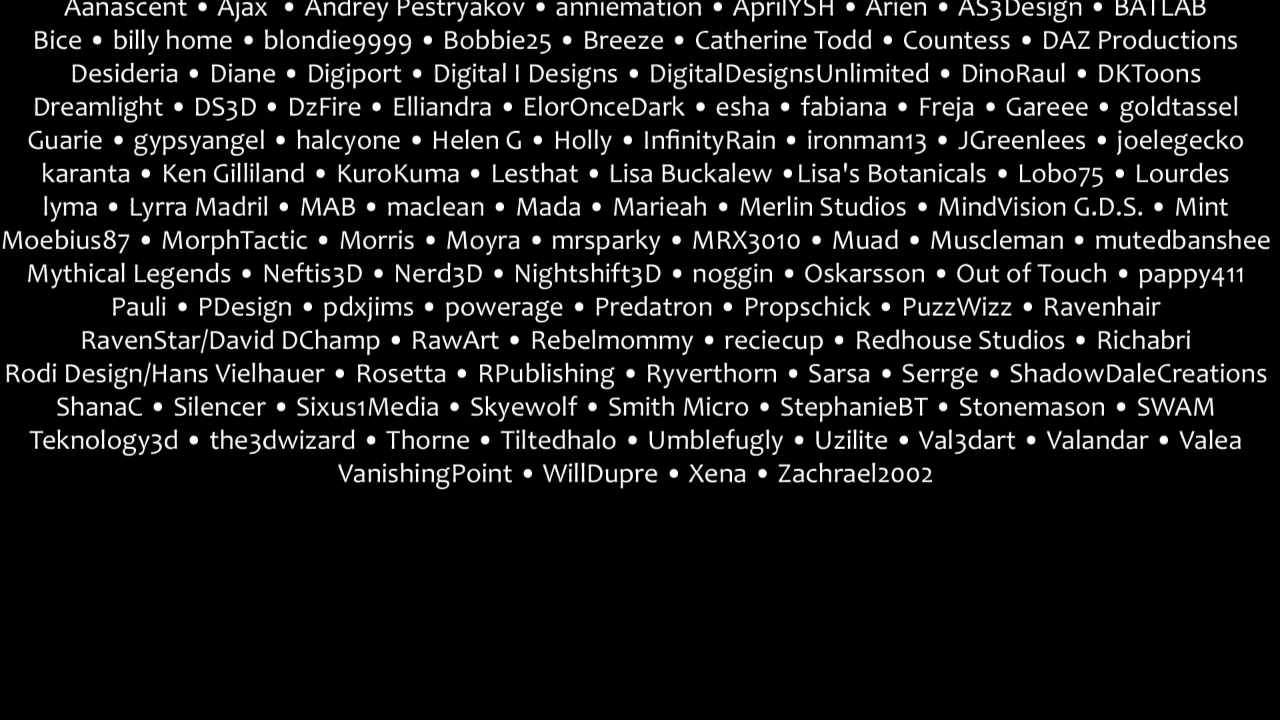 Aanascent • Ajax • Andrey Pestryakov • anniemation • AprilYSH • Arien • AS3Design • BATLAB
Bice • billy home • blondie9999 • Bobbie25 • Breeze • Catherine Todd • Countess • DAZ Productions
Desideria • Diane • Digiport • Digital I Designs • DigitalDesignsUnlimited • DinoRaul • DKToons
Dreamlight • DS3D • DzFire • Elliandra • ElorOnceDark • esha • fabiana • Freja • Gareee • goldtassel
Guarie • gypsyangel • halcyone • Helen G • Holly • InfinityRain • ironman13 • JGreenlees • joelegecko
karanta • Ken Gilliland • KuroKuma • Lesthat • Lisa Buckalew •Lisa's Botanicals • Lobo75 • Lourdes
lyma • Lyrra Madril • MAB • maclean • Mada • Marieah • Merlin Studios • MindVision G.D.S. • Mint
Moebius87 • MorphTactic • Morris • Moyra • mrsparky • MRX3010 • Muad • Muscleman • mutedbanshee
Mythical Legends • Neftis3D • Nerd3D • Nightshift3D • noggin • Oskarsson • Out of Touch • pappy411
Pauli • PDesign • pdxjims • powerage • Predatron • Propschick • PuzzWizz • Ravenhair
RavenStar/David DChamp • RawArt • Rebelmommy • reciecup • Redhouse Studios • Richabri
Rodi Design/Hans Vielhauer • Rosetta • RPublishing • Ryverthorn • Sarsa • Serrge • ShadowDaleCreations
ShanaC • Silencer • Sixus1Media • Skyewolf • Smith Micro • StephanieBT • Stonemason • SWAM
Teknology3d • the3dwizard • Thorne • Tiltedhalo • Umblefugly • Uzilite • Val3dart • Valandar • Valea
VanishingPoint • WillDupre • Xena • Zachrael2002